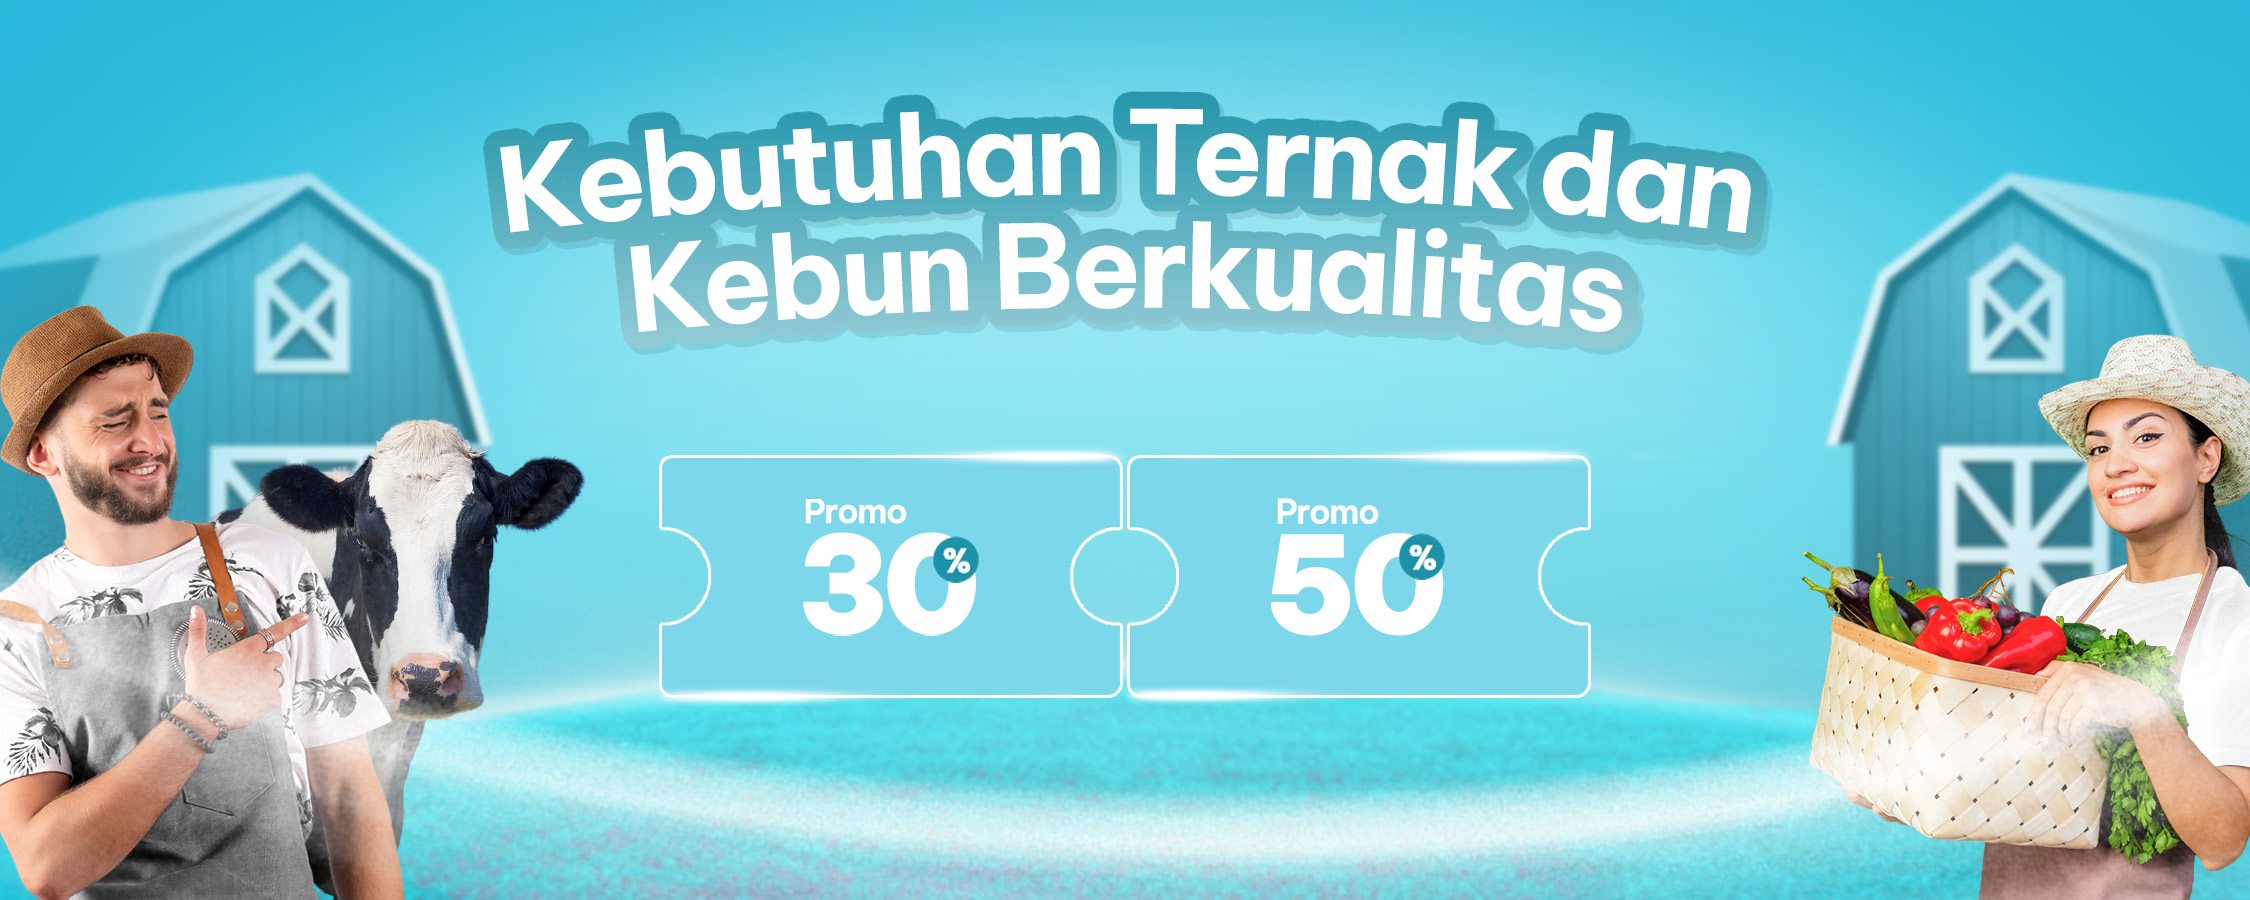 Kebutuhan Ternak dan
Kebun Berkualitas
Promo
30%
Promo
50%